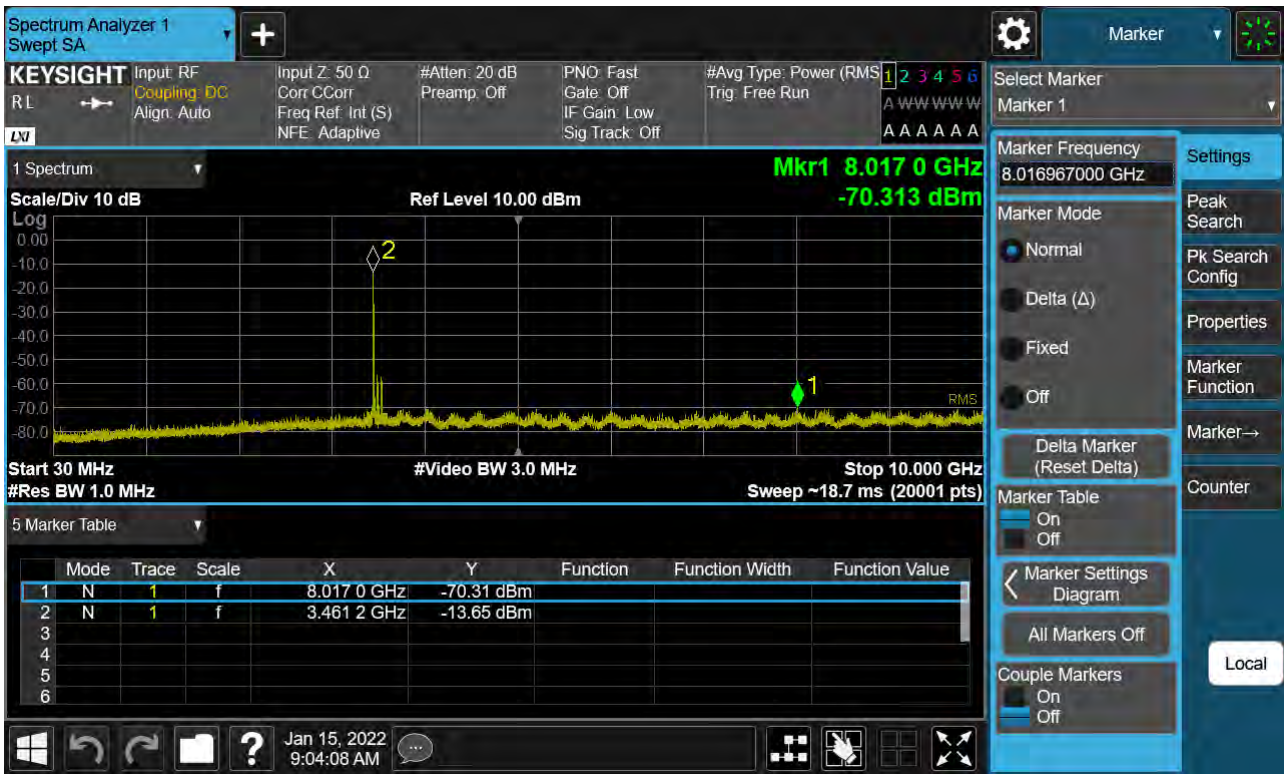 Spectrum Analyzer 1
Swept SA
Marker
KEYSIGHT
RL
LXI
Input: RF
Coupling: DC
Align: Auto
Input Z: 50 Ω
Corr CCorr
Freq Ref: Int (S)
NFE: Adaptive
#Atten: 20 dB
Preamp: Off
PNO: Fast
Gate: Off
IF Gain: Low
Sig Track: Off
#Avg Type: Power (RMS
Trig: Free Run
1 2 3 4 5 6
A W W W W W
A A A A A A
Select Marker
Marker 1
1 Spectrum
Mkr1 8.017 0 GHz
-70.313 dBm
Scale/Div 10 dB
Ref Level 10.00 dBm
Log
0.00
-10.0
-20.0
-30.0
-40.0
-50.0
-60.0
-70.0
-80.0
2
1
RMS
Start 30 MHz
#Video BW 3.0 MHz
Stop 10.000 GHz
#Res BW 1.0 MHz
Sweep ~18.7 ms (20001 pts)
5 Marker Table
Mode Trace Scale X Y Function Function Width Function Value
1 N 1 f 8.017 0 GHz -70.31 dBm
2 N 1 f 3.461 2 GHz -13.65 dBm
3
4
5
6
Marker Frequency
8.016967000 GHz
Marker Mode
Normal
Delta (Δ)
Fixed
Off
Delta Marker
(Reset Delta)
Marker Table
On
Off
Marker Settings
Diagram
All Markers Off
Couple Markers
On
Off
Settings
Peak
Search
Pk Search
Config
Properties
Marker
Function
Marker→
Counter
Local
?
Jan 15, 2022
9:04:08 AM